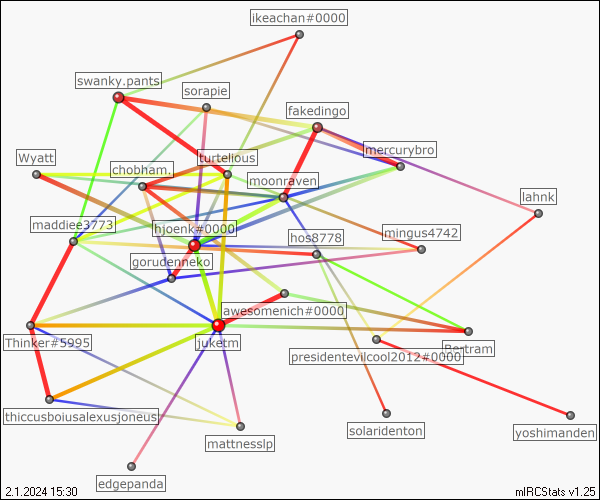 ikeachan#0000
swanky.pants
sorapie
fakedingo
mercurybro
Wyatt
turtelious
chobham.
moonraven
lahnk
maddiee3773
hjoenk#0000
mingus4742
hos8778
gorudenneko
awesomenich#0000
Thinker#5995
juketm
Bertram
presidentevilcool2012#0000
thiccusboiusalexusjoneus
mattnesslp
solaridenton
yoshimanden
edgepanda
2.1.2024 15:30
mIRCStats v1.25